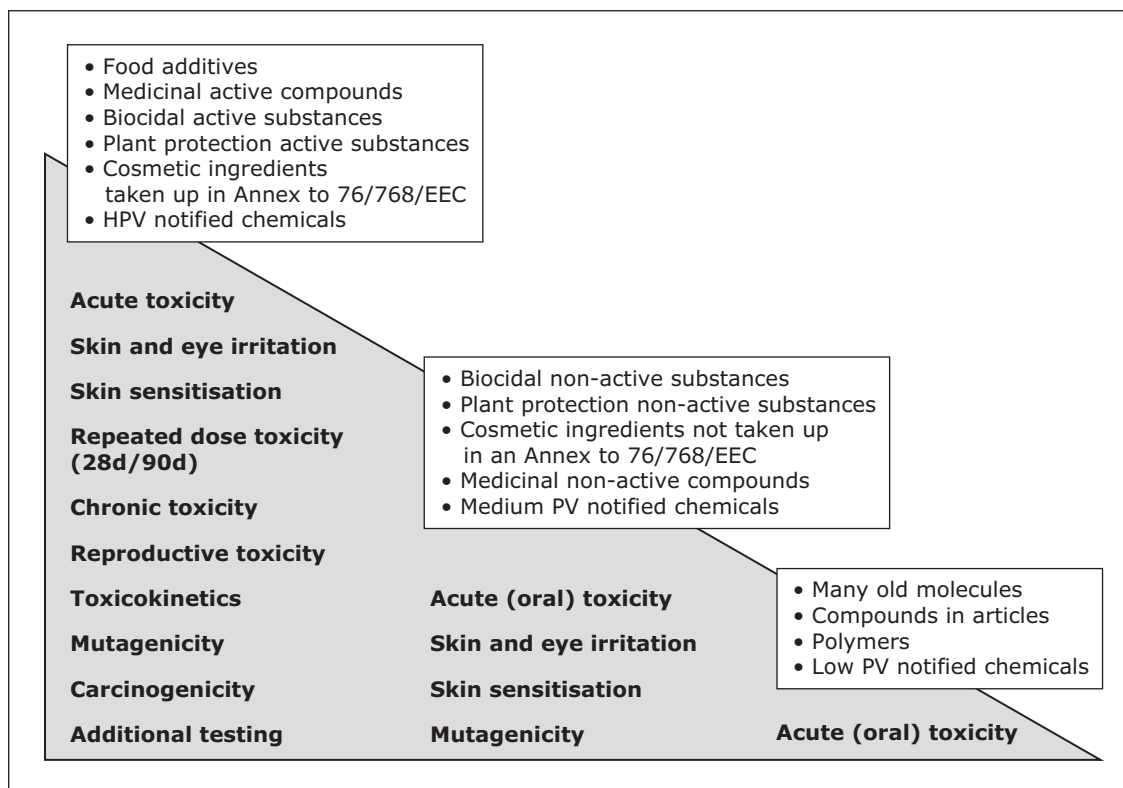 • Food additives
• Medicinal active compounds
• Biocidal active substances
• Plant protection active substances
• Cosmetic ingredients
taken up in Annex to 76/768/EEC
• HPV notified chemicals
Acute toxicity
Skin and eye irritation
Skin sensitisation
Repeated dose toxicity
(28d/90d)
Chronic toxicity
Reproductive toxicity
Toxicokinetics
Mutagenicity
Carcinogenicity
Additional testing
• Biocidal non-active substances
• Plant protection non-active substances
• Cosmetic ingredients not taken up
in an Annex to 76/768/EEC
• Medicinal non-active compounds
• Medium PV notified chemicals
Acute (oral) toxicity
Skin and eye irritation
Skin sensitisation
Mutagenicity
• Many old molecules
• Compounds in articles
• Polymers
• Low PV notified chemicals
Acute (oral) toxicity